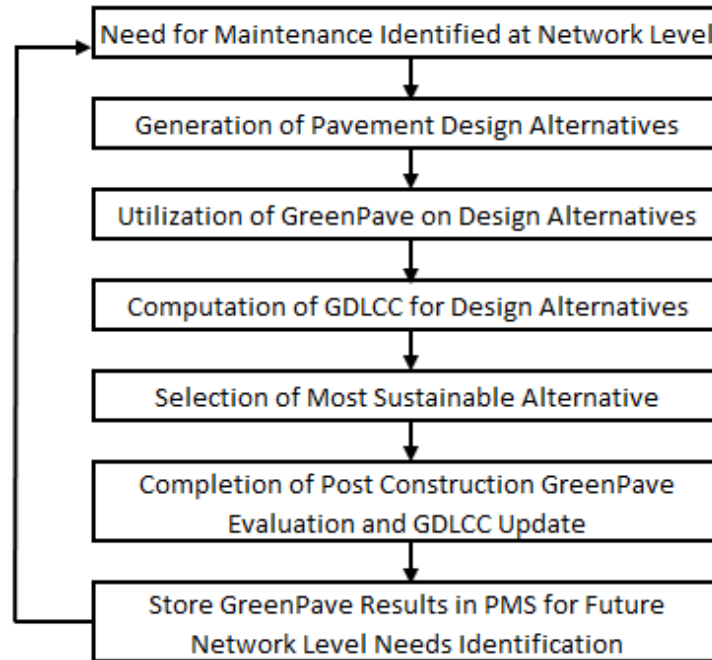 Need for Maintenance Identified at Network Level
Generation of Pavement Design Alternatives
Utilization of GreenPave on Design Alternatives
Computation of GDLCC for Design Alternatives
Selection of Most Sustainable Alternative
Completion of Post Construction GreenPave
Evaluation and GDLCC Update
Store GreenPave Results in PMS for Future
Network Level Needs Identification